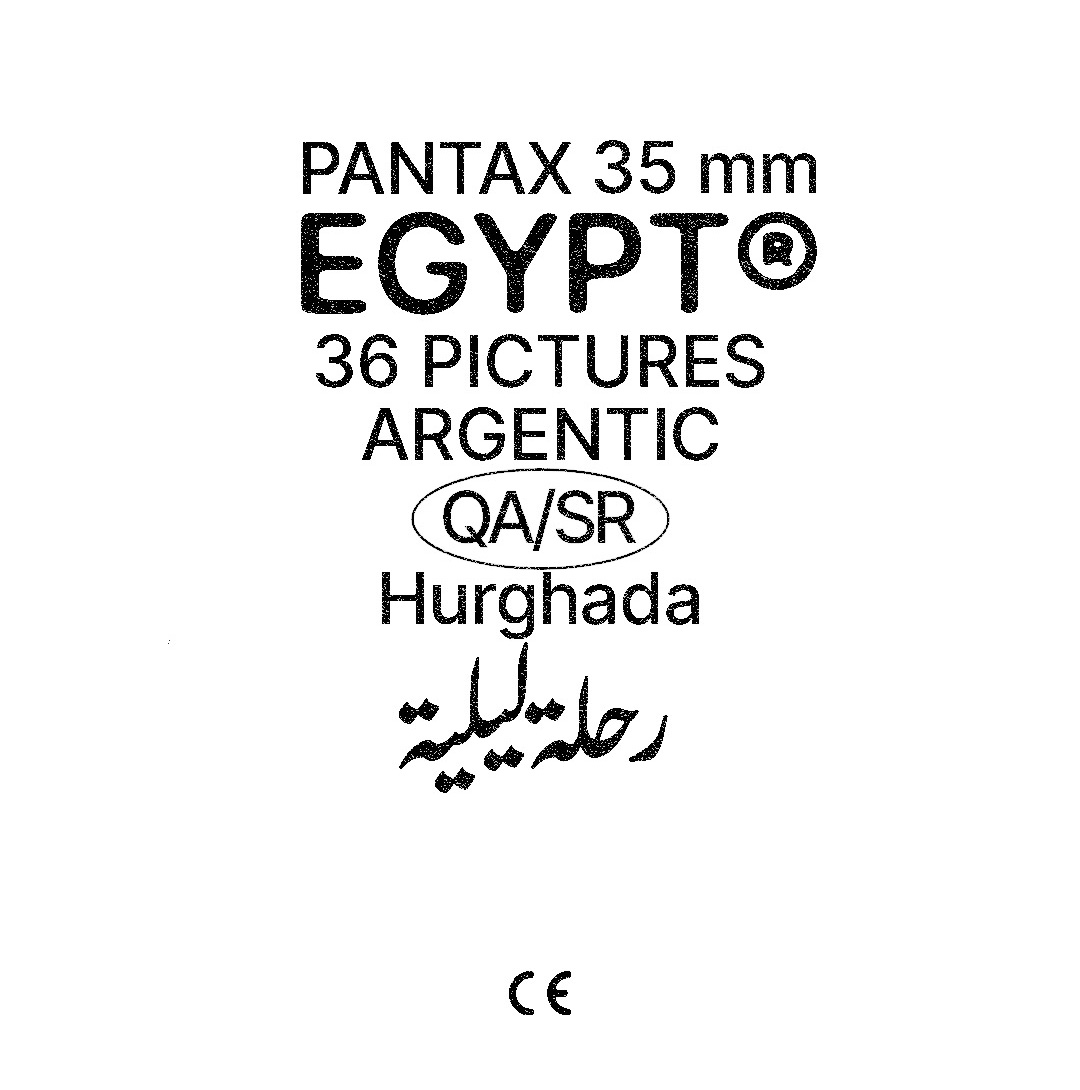 PANTAX 35 mm
EGYPT®
36 PICTURES
ARGENTIC
QA/SR
Hurghada
رحلة ليلية
CE